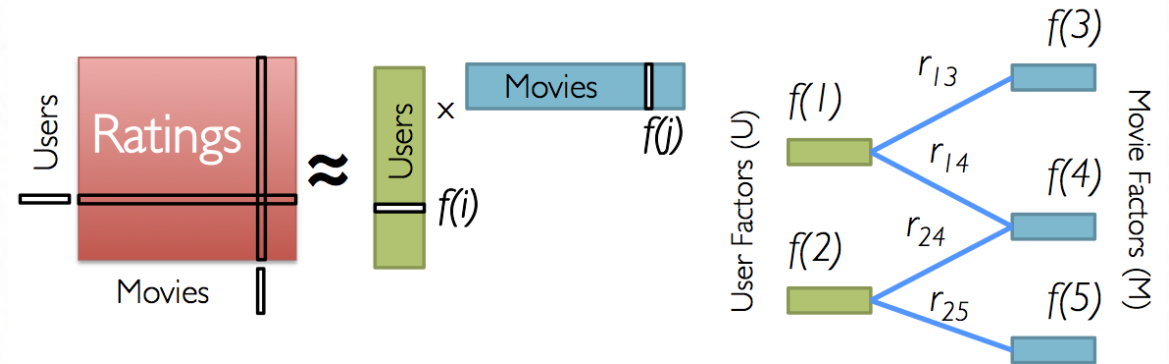 Users
Ratings
Movies
≈
Users
f(i)
x
Movies
f(j)
User Factors (U)
f(1)
f(2)
r13
r14
r24
r25
f(3)
f(4)
f(5)
Movie Factors (M)